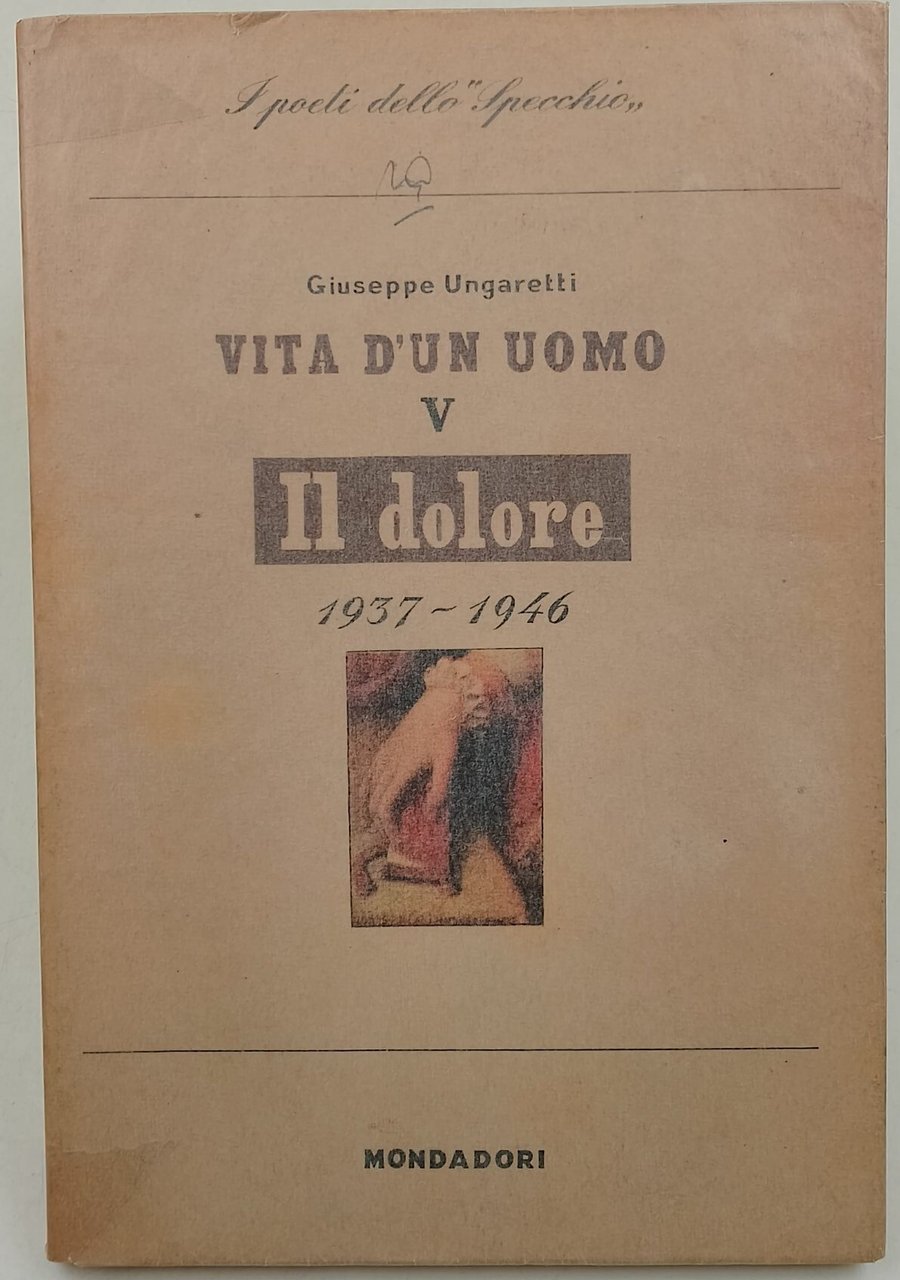 I poeti dello "Specchio„
Giuseppe Ungaretti
VITA D'UN UOMO
V
Il dolore
1937 - 1946
MONDADORI